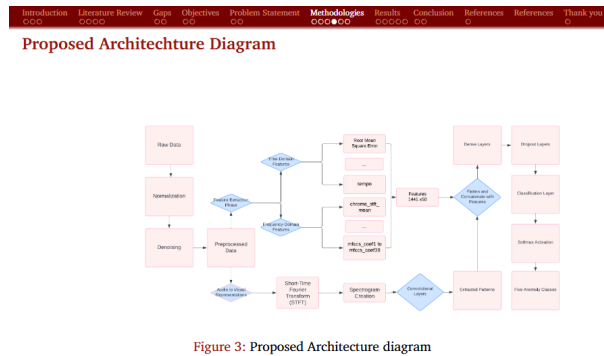 Introduction Literature Review Gaps Objectives Problem Statement Methodologies Results Conclusion References References Thank you
Proposed Architechture Diagram
Raw Data
Normalization
Denoising
Preprocessed
Data
Feature Extraction
Phase
Time Domain
Features
Frequency Domain
Features
Root Mean
Square Error
...
tempo
chroma_stft_
mean
...
mfccs_coef1 to
mfccs_coef38
Features
1441 x50
Audio to Visual
Representations
Short-Time
Fourier
Transform
(STFT)
Spectrogram
Creation
Convolutional
Layers
Extracted Patterns
Flatten and
Concatenate with
Features
Dense Layers
Dropout Layers
Classification Layer
Softmax Activation
Five Anomaly Classes
Figure 3: Proposed Architecture diagram